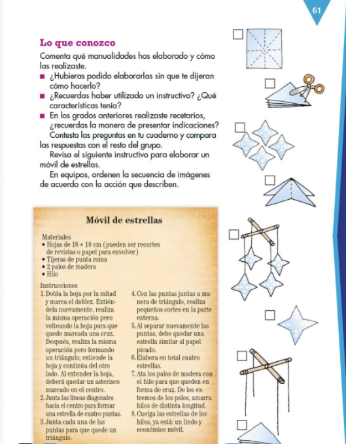 61
Lo que conozco
Comenta qué manualidades has elaborado y cómo
las realizaste.
■ ¿Hubieras podido elaborarlas sin que te dijeran
cómo hacerlo?
■ ¿Recuerdas haber utilizado un instructivo? ¿Qué
características tenía?
■ En los grados anteriores realizaste recetarios,
¿recuerdas la manera de presentar indicaciones?
Contesta las preguntas en tu cuaderno y compara
las respuestas con el resto del grupo.
Revisa el siguiente instructivo para elaborar un
móvil de estrellas.
En equipos, ordenen la secuencia de imágenes
de acuerdo con la acción que describen.
Móvil de estrellas
Materiales
• Hojas de 18 × 18 cm (pueden ser recortes
de revistas o papel para envolver)
• Tijeras de punta roma
• 2 palos de madera
• Hilo
Instrucciones
1. Dobla la hoja por la mitad
y marca el doblez. Extién-
dela nuevamente, realiza
la misma operación pero
volteando la hoja para que
quede marcada una cruz.
Después, realiza la misma
operación pero formando
un triángulo; extiende la
hoja y continúa del otro
lado. Al extender la hoja,
deberá quedar un asterisco
marcado en el centro.
2. Junta las líneas diagonales
hacia el centro para formar
una estrella de cuatro puntas.
3. Junta cada una de las
puntas para que quede un
triángulo.
4. Con las puntas juntas a ma-
nera de triángulo, realiza
pequeños cortes en la parte
externa.
5. Al separar nuevamente las
puntas, debe quedar una
estrella similar al papel
picado.
6. Elabora en total cuatro
estrellas.
7. Ata los palos de madera con
el hilo para que queden en
forma de cruz. De los ex-
tremos de los palos, amarra
hilos de distinta longitud.
8. Cuelga las estrellas de los
hilos, ya está: un lindo y
económico móvil.